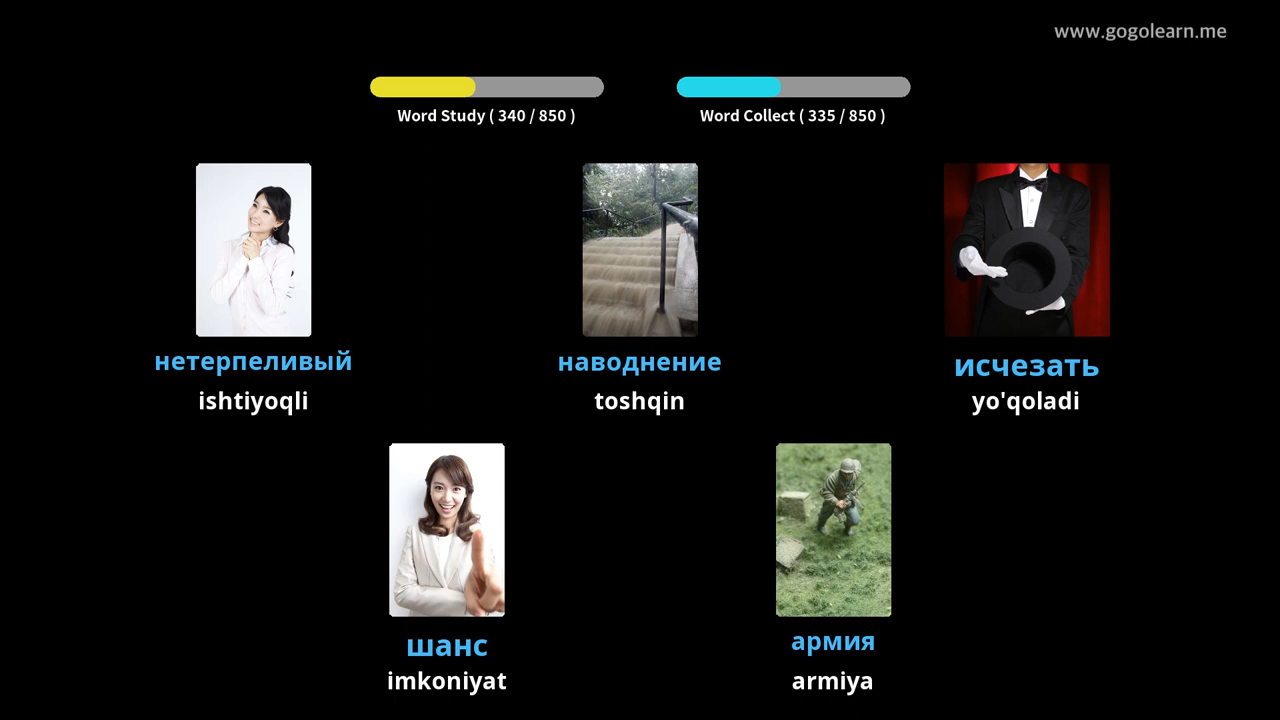 www.gogolearn.me
Word Study ( 340 / 850 )
Word Collect ( 335 / 850 )
нетерпеливый
ishtiyoqli
наводнение
toshqin
исчезать
yo'qoladi
шанс
imkoniyat
армия
armiya